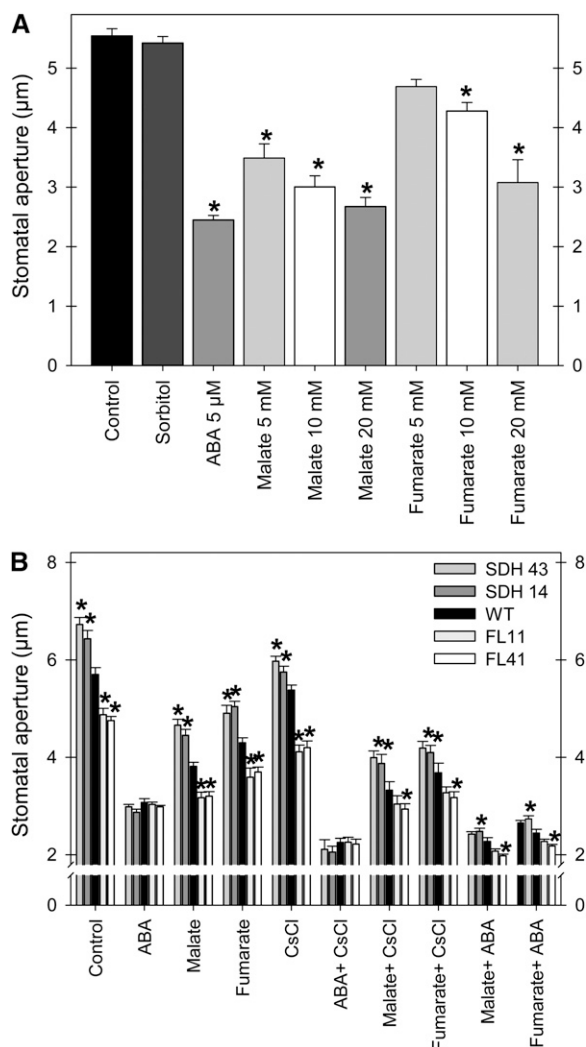 A
Stomatal aperture (µm)
5
4
3
2
1
0
5
4
3
2
1
0
* * * * * *
Control
Sorbitol
ABA 5 µM
Malate 5 mM
Malate 10 mM
Malate 20 mM
Fumarate 5 mM
Fumarate 10 mM
Fumarate 20 mM
B
Stomatal aperture (µm)
8
6
4
2
0
8
6
4
2
0
SDH 43
SDH 14
WT
FL11
FL41
* * * *
* * * *
* * * *
* * * *
* * *
* * *
* *
* *
Control
ABA
Malate
Fumarate
CsCl
ABA+ CsCl
Malate+ CsCl
Fumarate+ CsCl
Malate+ ABA
Fumarate+ ABA